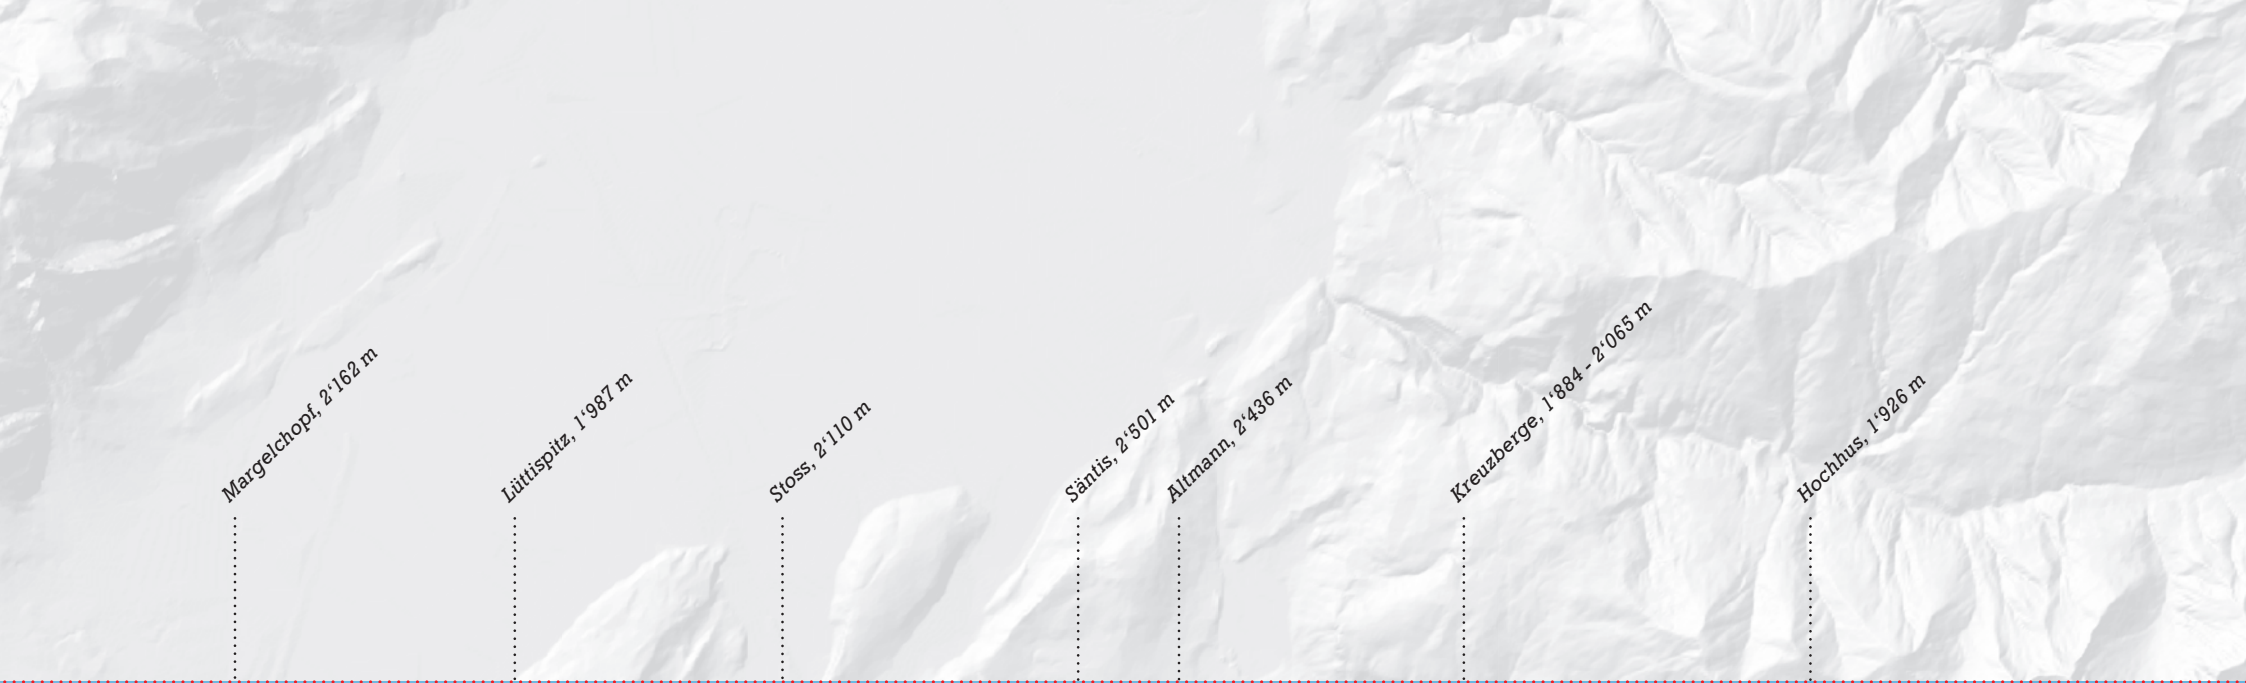 Margelchopf, 2‘162 m
Lüttispitz, 1‘987 m
Stoss, 2‘110 m
Säntis, 2‘501 m
Altmann, 2‘436 m
Kreuzberge, 1‘884 - 2‘065 m
Hochhus, 1‘926 m